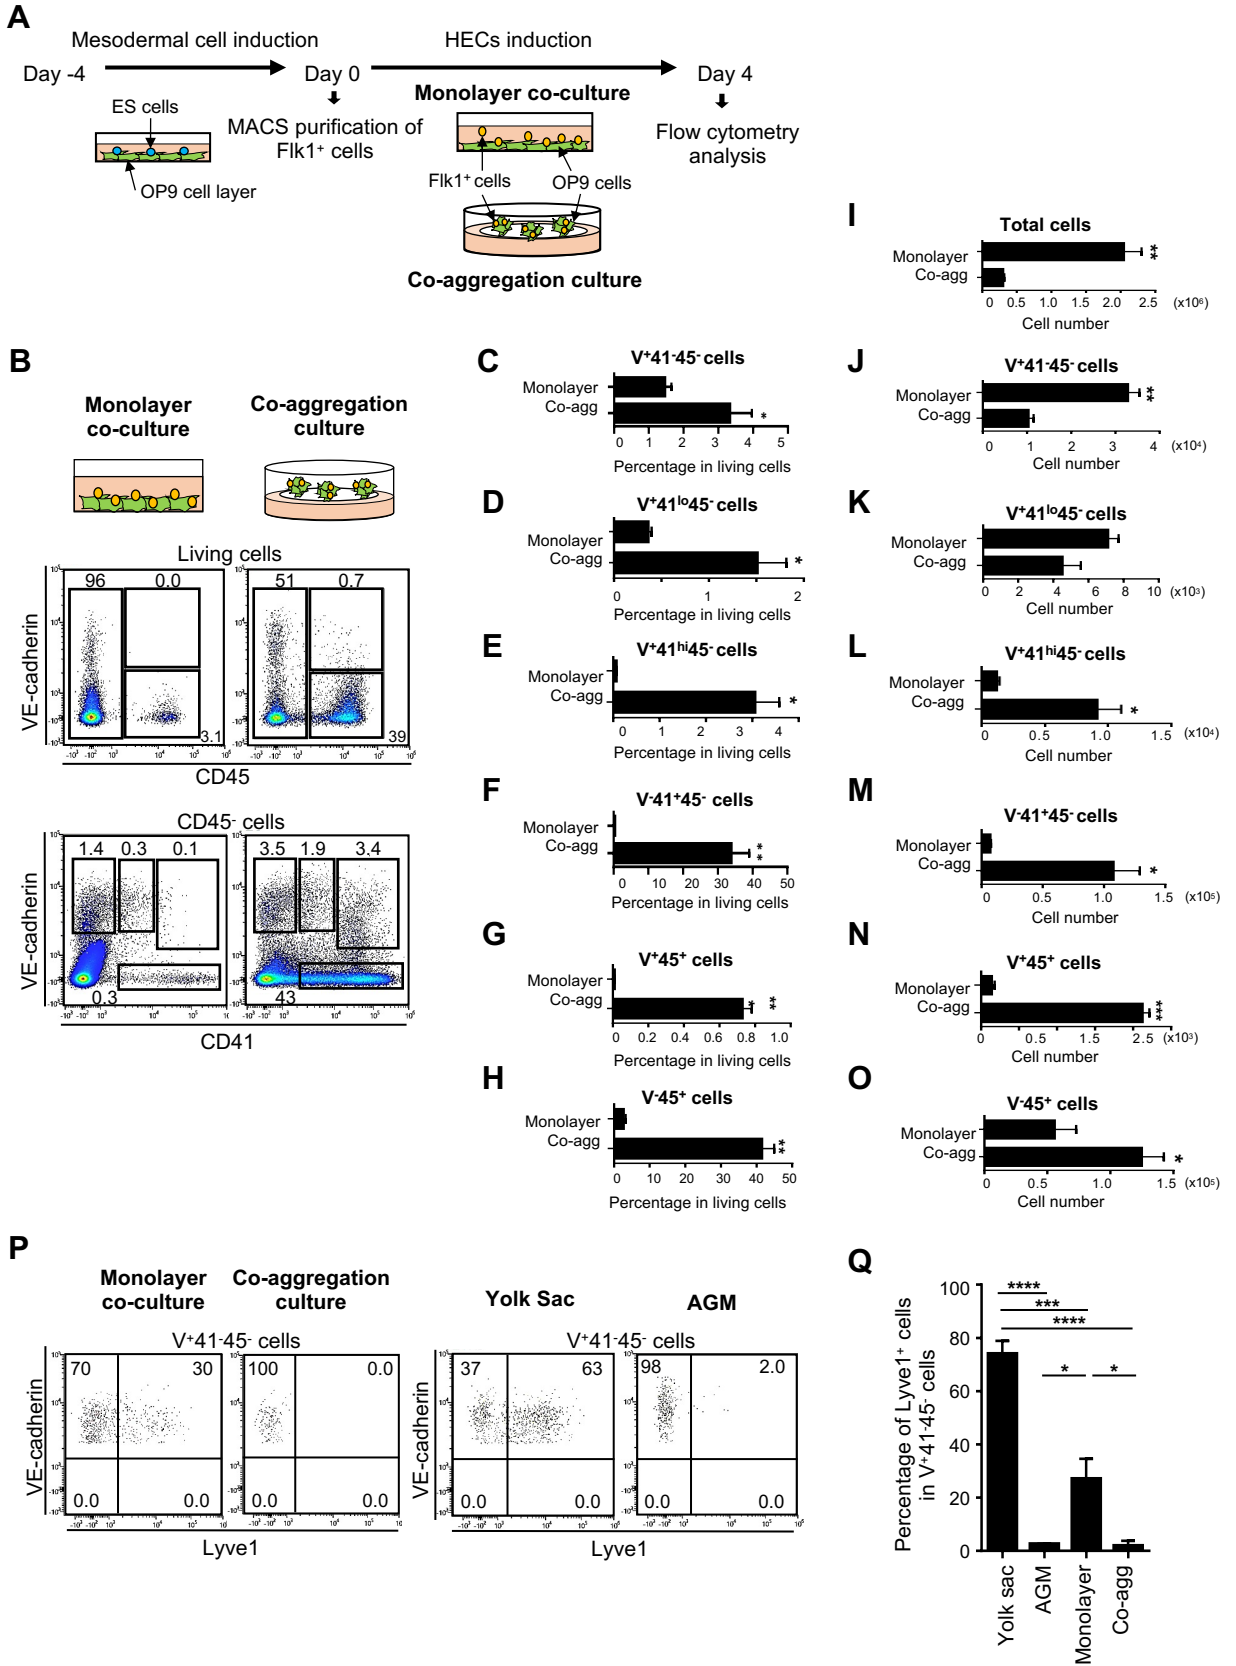 A
Mesodermal cell induction
HECs induction
Day -4
Day 0
Day 4
ES cells
OP9 cell layer
MACS purification of
Flk1⁺ cells
Monolayer co-culture
Flk1⁺ cells
OP9 cells
Co-aggregation culture
Flow cytometry
analysis
B
Monolayer
co-culture
Co-aggregation
culture
Living cells
96
0.0
3.1
51
0.7
39
VE-cadherin
CD45
CD45⁻ cells
1.4
0.3
0.1
0.3
3.5
1.9
3.4
43
VE-cadherin
CD41
C
V⁺41⁻45⁻ cells
Monolayer
Co-agg
*
0 1 2 3 4 5
Percentage in living cells
D
V⁺41ˡᵒ45⁻ cells
Monolayer
Co-agg
*
0 1 2
Percentage in living cells
E
V⁺41ʰⁱ45⁻ cells
Monolayer
Co-agg
*
0 1 2 3 4
Percentage in living cells
F
V⁻41⁺45⁻ cells
Monolayer
Co-agg
**
0 10 20 30 40 50
Percentage in living cells
G
V⁺45⁺ cells
Monolayer
Co-agg
* **
0 0.2 0.4 0.6 0.8 1.0
Percentage in living cells
H
V⁻45⁺ cells
Monolayer
Co-agg
**
0 10 20 30 40 50
Percentage in living cells
I
Total cells
Monolayer
Co-agg
**
0 0.5 1.0 1.5 2.0 2.5 (x10⁶)
Cell number
J
V⁺41⁻45⁻ cells
Monolayer
Co-agg
**
0 1 2 3 4 (x10⁴)
Cell number
K
V⁺41ˡᵒ45⁻ cells
Monolayer
Co-agg
0 2 4 6 8 10 (x10³)
Cell number
L
V⁺41ʰⁱ45⁻ cells
Monolayer
Co-agg
*
0 0.5 1.0 1.5 (x10⁴)
Cell number
M
V⁻41⁺45⁻ cells
Monolayer
Co-agg
*
0 0.5 1.0 1.5 (x10⁵)
Cell number
N
V⁺45⁺ cells
Monolayer
Co-agg
***
0 0.5 1.5 2.5 (x10³)
Cell number
O
V⁻45⁺ cells
Monolayer
Co-agg
*
0 0.5 1.0 1.5 (x10⁵)
Cell number
P
Monolayer
co-culture
Co-aggregation
culture
V⁺41⁻45⁻ cells
70 30
0.0 0.0
100 0.0
0.0 0.0
VE-cadherin
Lyve1
Yolk Sac
AGM
V⁺41⁻45⁻ cells
37 63
0.0 0.0
98 2.0
0.0 0.0
VE-cadherin
Lyve1
Q
Percentage of Lyve1⁺ cells
in V⁺41⁻45⁻ cells
100
80
60
40
20
0
****
***
****
* *
Yolk sac
AGM
Monolayer
Co-agg